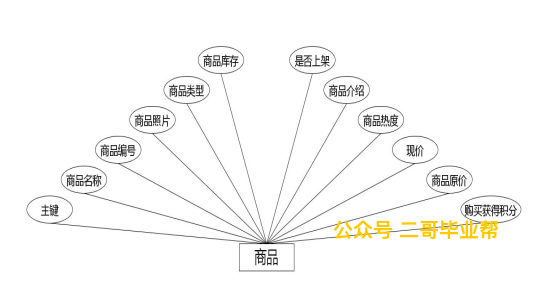 商品库存
是否上架
商品类型
商品介绍
商品照片
商品热度
商品编号
现价
商品名称
商品原价
主键
购买获得积分
公众号 二哥毕业帮
商品